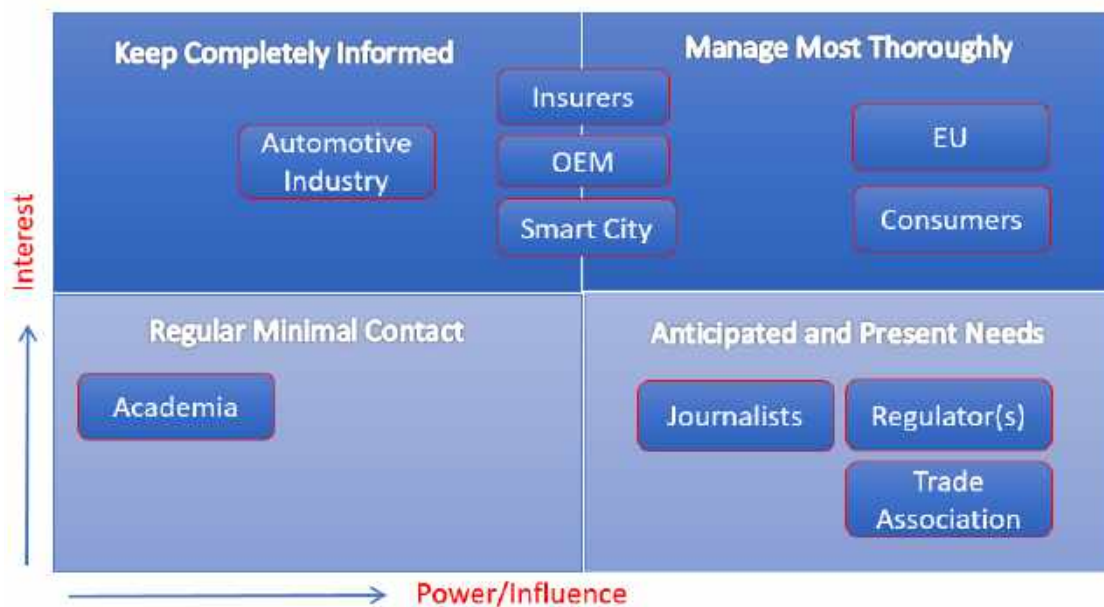 Keep Completely Informed
Manage Most Thoroughly
Insurers
Automotive
Industry
OEM
EU
Smart City
Consumers
Interest
Regular Minimal Contact
Anticipated and Present Needs
Academia
Journalists
Regulator(s)
Trade
Association
Power/Influence